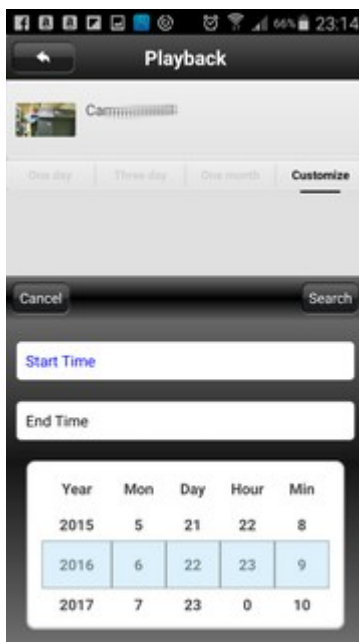 66% 23:14
Playback
One day Three day One month Customize
Cancel Search
Start Time
End Time
Year Mon Day Hour Min
2015 5 21 22 8
2016 6 22 23 9
2017 7 23 0 10